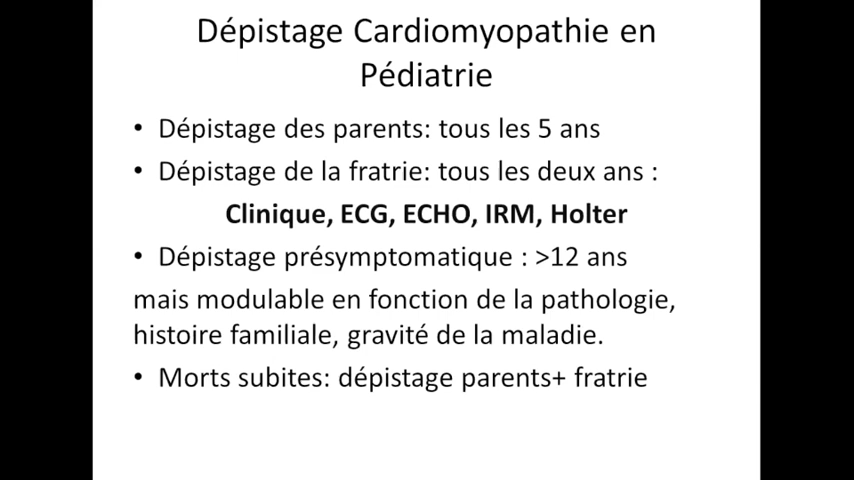 Dépistage Cardiomyopathie en
Pédiatrie
• Dépistage des parents: tous les 5 ans
• Dépistage de la fratrie: tous les deux ans :
Clinique, ECG, ECHO, IRM, Holter
• Dépistage présymptomatique : >12 ans
mais modulable en fonction de la pathologie,
histoire familiale, gravité de la maladie.
• Morts subites: dépistage parents+ fratrie